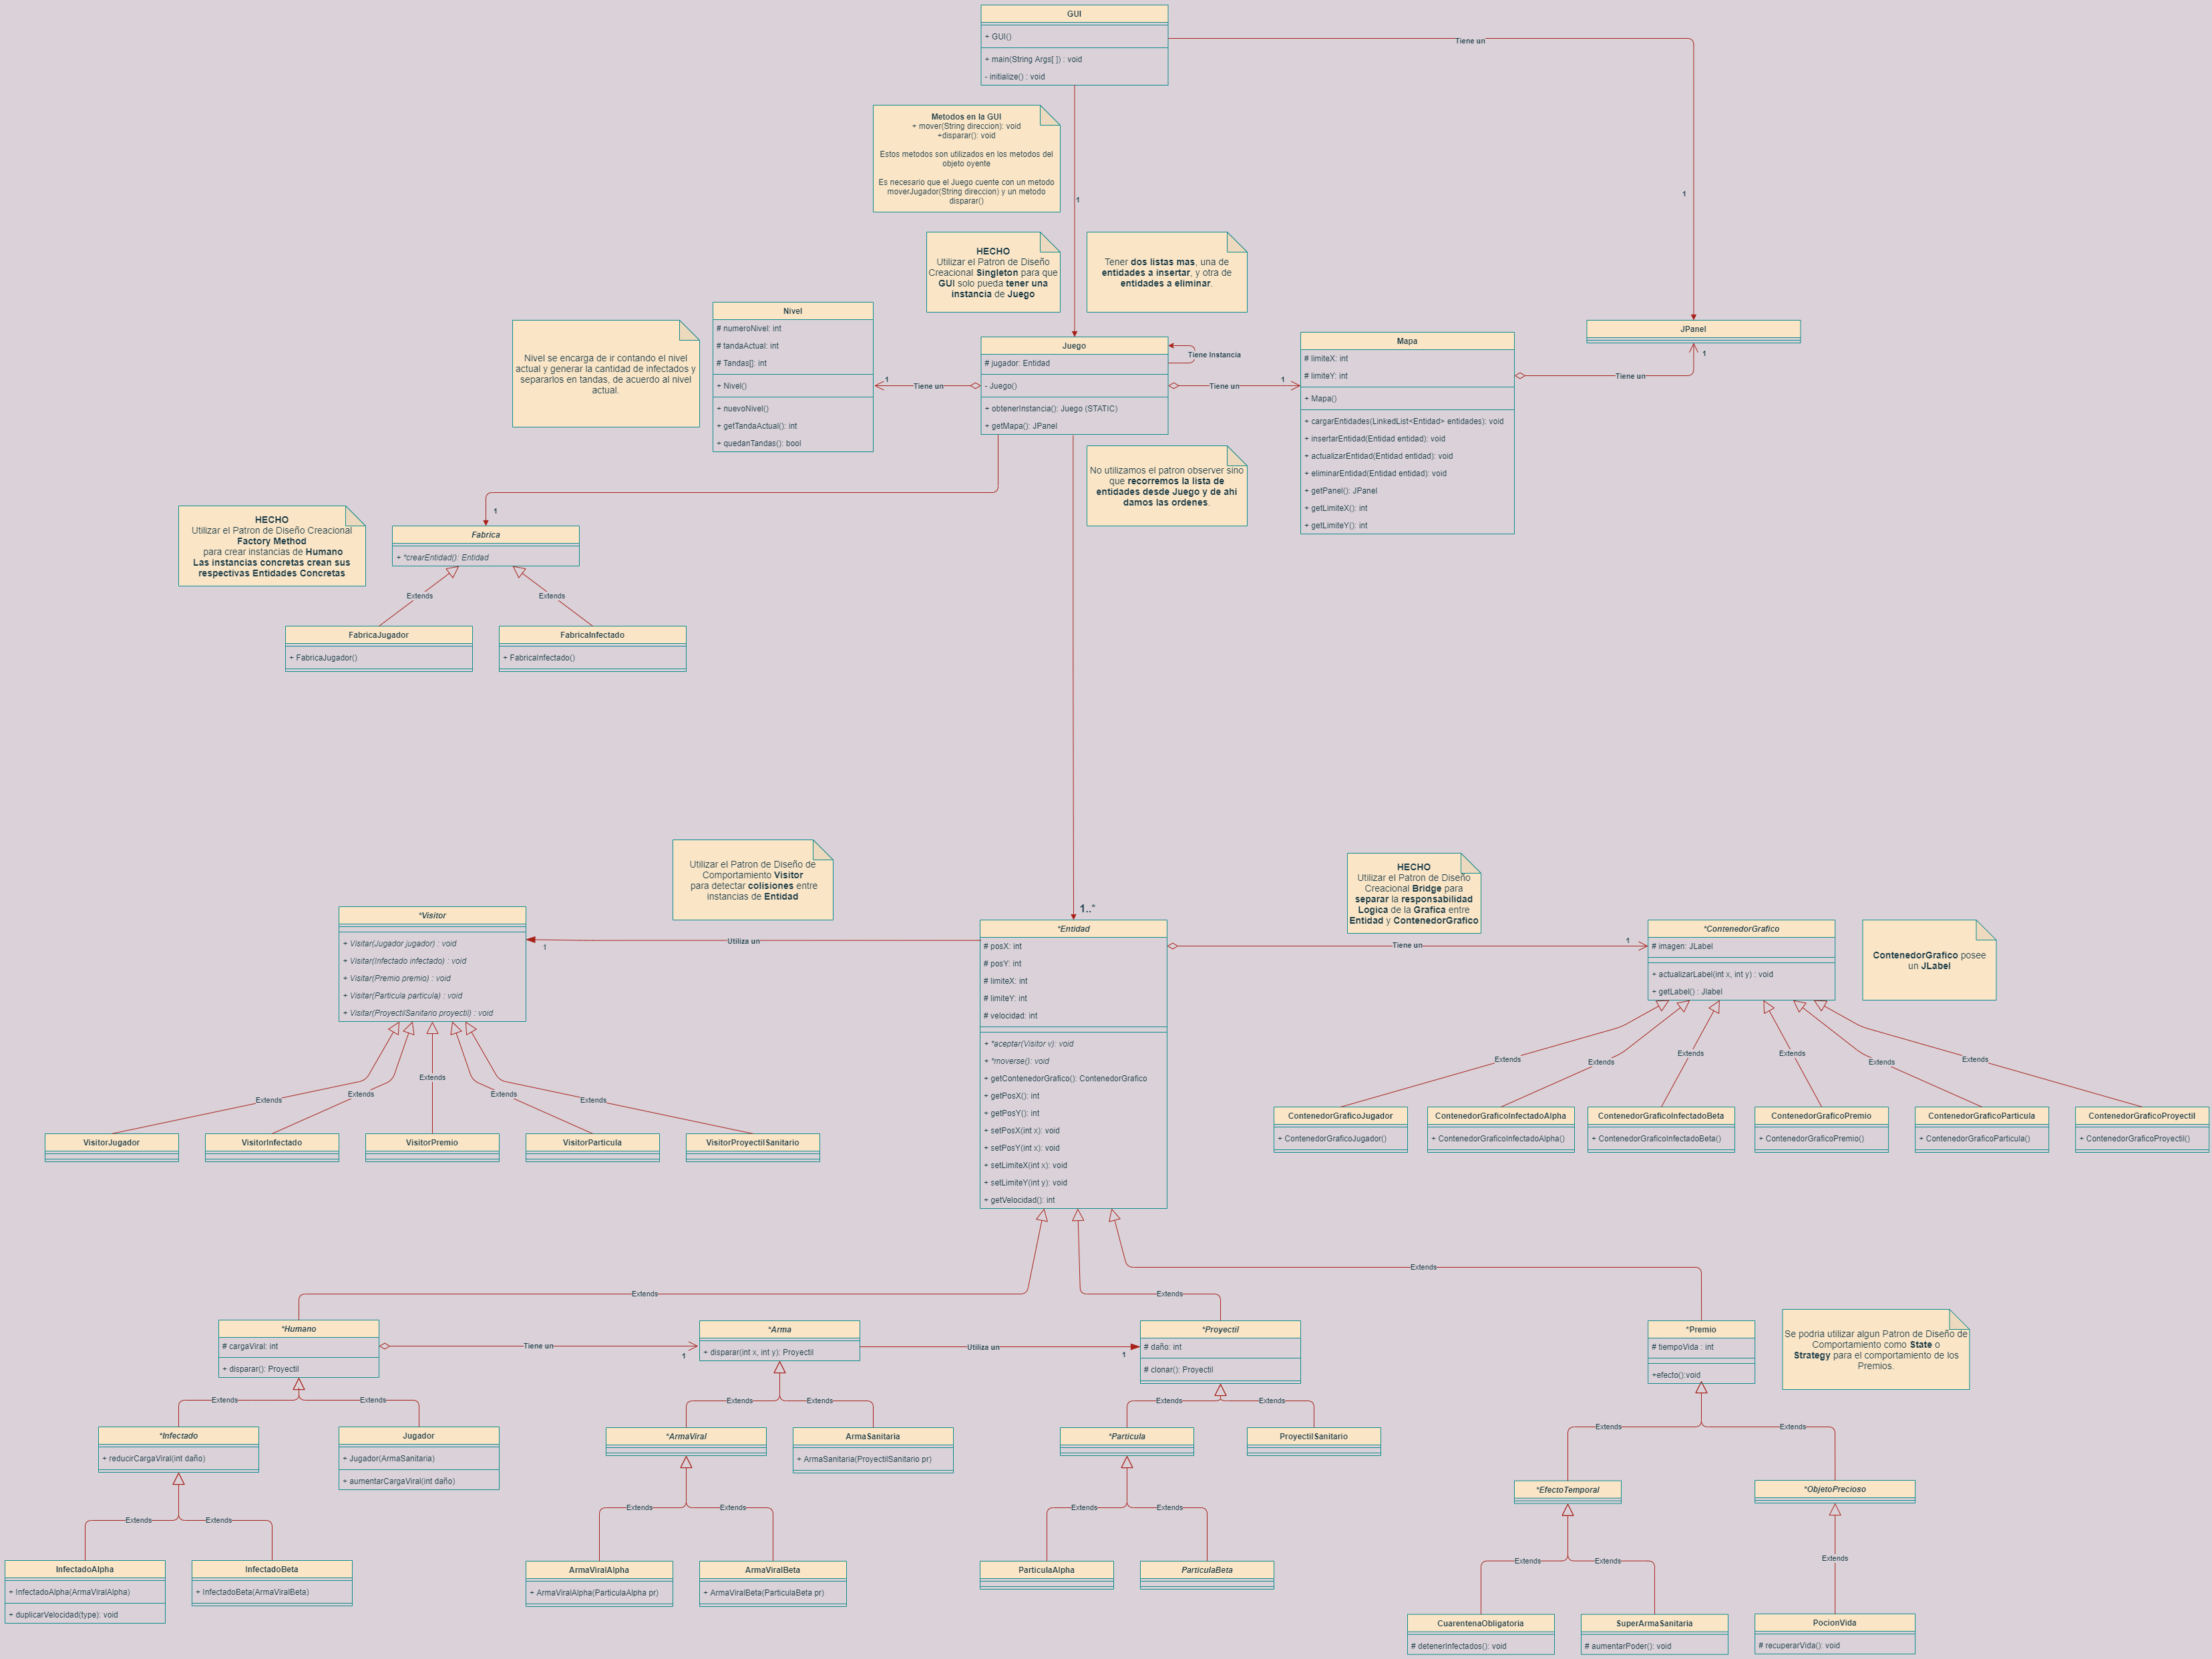 GUI
+ GUI()
+ main(String Args[ ]) : void
- initialize() : void
Tiene un
1
1
Metodos en la GUI
+ mover(String direccion): void
+disparar(): void
Estos metodos son utilizados en los metodos del
objeto oyente
Es necesario que el Juego cuente con un metodo
moverJugador(String direccion) y un metodo
disparar()
HECHO
Utilizar el Patron de Diseño
Creacional Singleton para que
GUI solo pueda tener una
instancia de Juego
Tener dos listas mas, una de
entidades a insertar, y otra de
entidades a eliminar.
Nivel se encarga de ir contando el nivel
actual y generar la cantidad de infectados y
separarlos en tandas, de acuerdo al nivel
actual.
Nivel
# numeroNivel: int
# tandaActual: int
# Tandas[]: int
+ Nivel()
+ nuevoNivel()
+ getTandaActual(): int
+ quedanTandas(): bool
1
Tiene un
Juego
# jugador: Entidad
- Juego()
+ obtenerInstancia(): Juego (STATIC)
+ getMapa(): JPanel
Tiene Instancia
Tiene un
1
Mapa
# limiteX: int
# limiteY: int
+ Mapa()
+ cargarEntidades(LinkedList<Entidad> entidades): void
+ insertarEntidad(Entidad entidad): void
+ actualizarEntidad(Entidad entidad): void
+ eliminarEntidad(Entidad entidad): void
+ getPanel(): JPanel
+ getLimiteX(): int
+ getLimiteY(): int
JPanel
Tiene un
1
No utilizamos el patron observer sino
que recorremos la lista de
entidades desde Juego y de ahi
damos las ordenes.
HECHO
Utilizar el Patron de Diseño Creacional
Factory Method
para crear instancias de Humano
Las instancias concretas crean sus
respectivas Entidades Concretas
1
Fabrica
+ *crearEntidad(): Entidad
Extends
Extends
FabricaJugador
+ FabricaJugador()
FabricaInfectado
+ FabricaInfectado()
Utilizar el Patron de Diseño de
Comportamiento Visitor
para detectar colisiones entre
instancias de Entidad
HECHO
Utilizar el Patron de Diseño
Creacional Bridge para
separar la responsabilidad
Logica de la Grafica entre
Entidad y ContenedorGrafico
*Visitor
+ Visitar(Jugador jugador) : void
+ Visitar(Infectado infectado) : void
+ Visitar(Premio premio) : void
+ Visitar(Particula particula) : void
+ Visitar(ProyectilSanitario proyectil) : void
1
Utiliza un
1..*
*Entidad
# posX: int
# posY: int
# limiteX: int
# limiteY: int
# velocidad: int
+ *aceptar(Visitor v): void
+ *moverse(): void
+ getContenedorGrafico(): ContenedorGrafico
+ getPosX(): int
+ getPosY(): int
+ setPosX(int x): void
+ setPosY(int x): void
+ setLimiteX(int x): void
+ setLimiteY(int y): void
+ getVelocidad(): int
Tiene un
1
*ContenedorGrafico
# imagen: JLabel
+ actualizarLabel(int x, int y) : void
+ getLabel() : Jlabel
ContenedorGrafico posee
un JLabel
Extends
Extends
Extends
Extends
Extends
VisitorJugador
VisitorInfectado
VisitorPremio
VisitorParticula
VisitorProyectilSanitario
Extends
Extends
Extends
Extends
Extends
Extends
ContenedorGraficoJugador
+ ContenedorGraficoJugador()
ContenedorGraficoInfectadoAlpha
+ ContenedorGraficoInfectadoAlpha()
ContenedorGraficoInfectadoBeta
+ ContenedorGraficoInfectadoBeta()
ContenedorGraficoPremio
+ ContenedorGraficoPremio()
ContenedorGraficoParticula
+ ContenedorGraficoParticula()
ContenedorGraficoProyectil
+ ContenedorGraficoProyectil()
Extends
Extends
Extends
*Humano
# cargaViral: int
+ disparar(): Proyectil
Tiene un
1
*Arma
+ disparar(int x, int y): Proyectil
Utiliza un
1
*Proyectil
# daño: int
# clonar(): Proyectil
*Premio
# tiempoVida : int
+efecto():void
Se podria utilizar algun Patron de Diseño de
Comportamiento como State o
Strategy para el comportamiento de los
Premios.
Extends
Extends
*Infectado
+ reducirCargaViral(int daño)
Jugador
+ Jugador(ArmaSanitaria)
+ aumentarCargaViral(int daño)
Extends
Extends
*ArmaViral
ArmaSanitaria
+ ArmaSanitaria(ProyectilSanitario pr)
Extends
Extends
*Particula
ProyectilSanitario
Extends
Extends
*EfectoTemporal
*ObjetoPrecioso
Extends
Extends
InfectadoAlpha
+ InfectadoAlpha(ArmaViralAlpha)
+ duplicarVelocidad(type): void
InfectadoBeta
+ InfectadoBeta(ArmaViralBeta)
Extends
Extends
ArmaViralAlpha
+ ArmaViralAlpha(ParticulaAlpha pr)
ArmaViralBeta
+ ArmaViralBeta(ParticulaBeta pr)
Extends
Extends
ParticulaAlpha
ParticulaBeta
Extends
Extends
Extends
CuarentenaObligatoria
# detenerInfectados(): void
SuperArmaSanitaria
# aumentarPoder(): void
PocionVida
# recuperarVida(): void